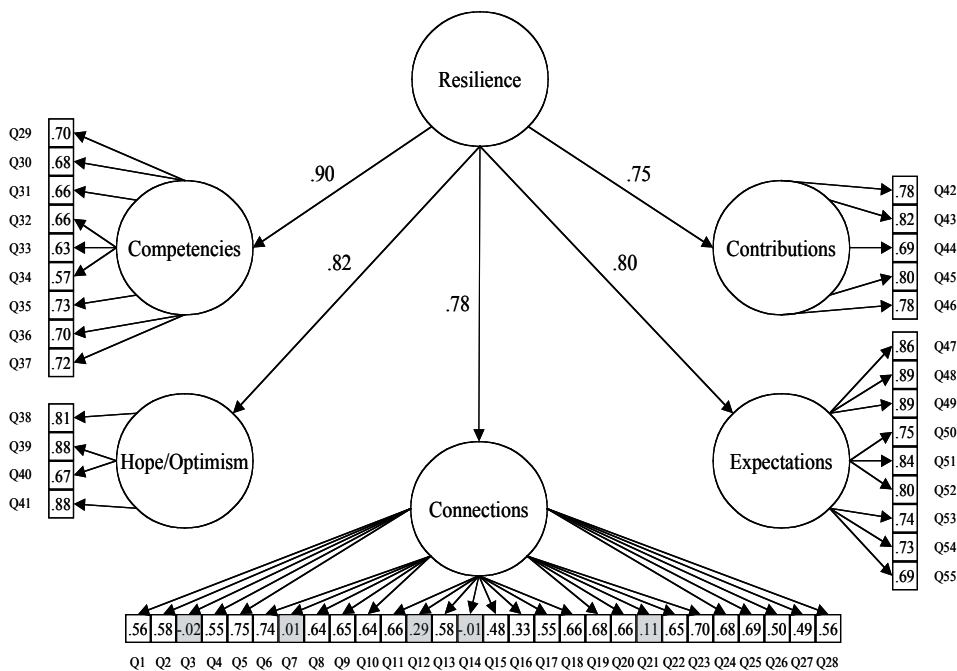 Resilience
.90
.82
.78
.80
.75
Q29 .70
Q30 .68
Q31 .66
Q32 .66
Q33 .63
Q34 .57
Q35 .73
Q36 .70
Q37 .72
Competencies
Contributions
.78 Q42
.82 Q43
.69 Q44
.80 Q45
.78 Q46
Q38 .81
Q39 .88
Q40 .67
Q41 .88
Hope/Optimism
Connections
Expectations
.86 Q47
.89 Q48
.89 Q49
.75 Q50
.84 Q51
.80 Q52
.74 Q53
.73 Q54
.69 Q55
.56 .58 -.02 .55 .75 .74 .01 .64 .65 .64 .66 .29 .58 -.01 .48 .33 .55 .66 .68 .66 .11 .65 .70 .68 .69 .50 .49 .56
Q1 Q2 Q3 Q4 Q5 Q6 Q7 Q8 Q9 Q10 Q11 Q12 Q13 Q14 Q15 Q16 Q17 Q18 Q19 Q20 Q21 Q22 Q23 Q24 Q25 Q26 Q27 Q28